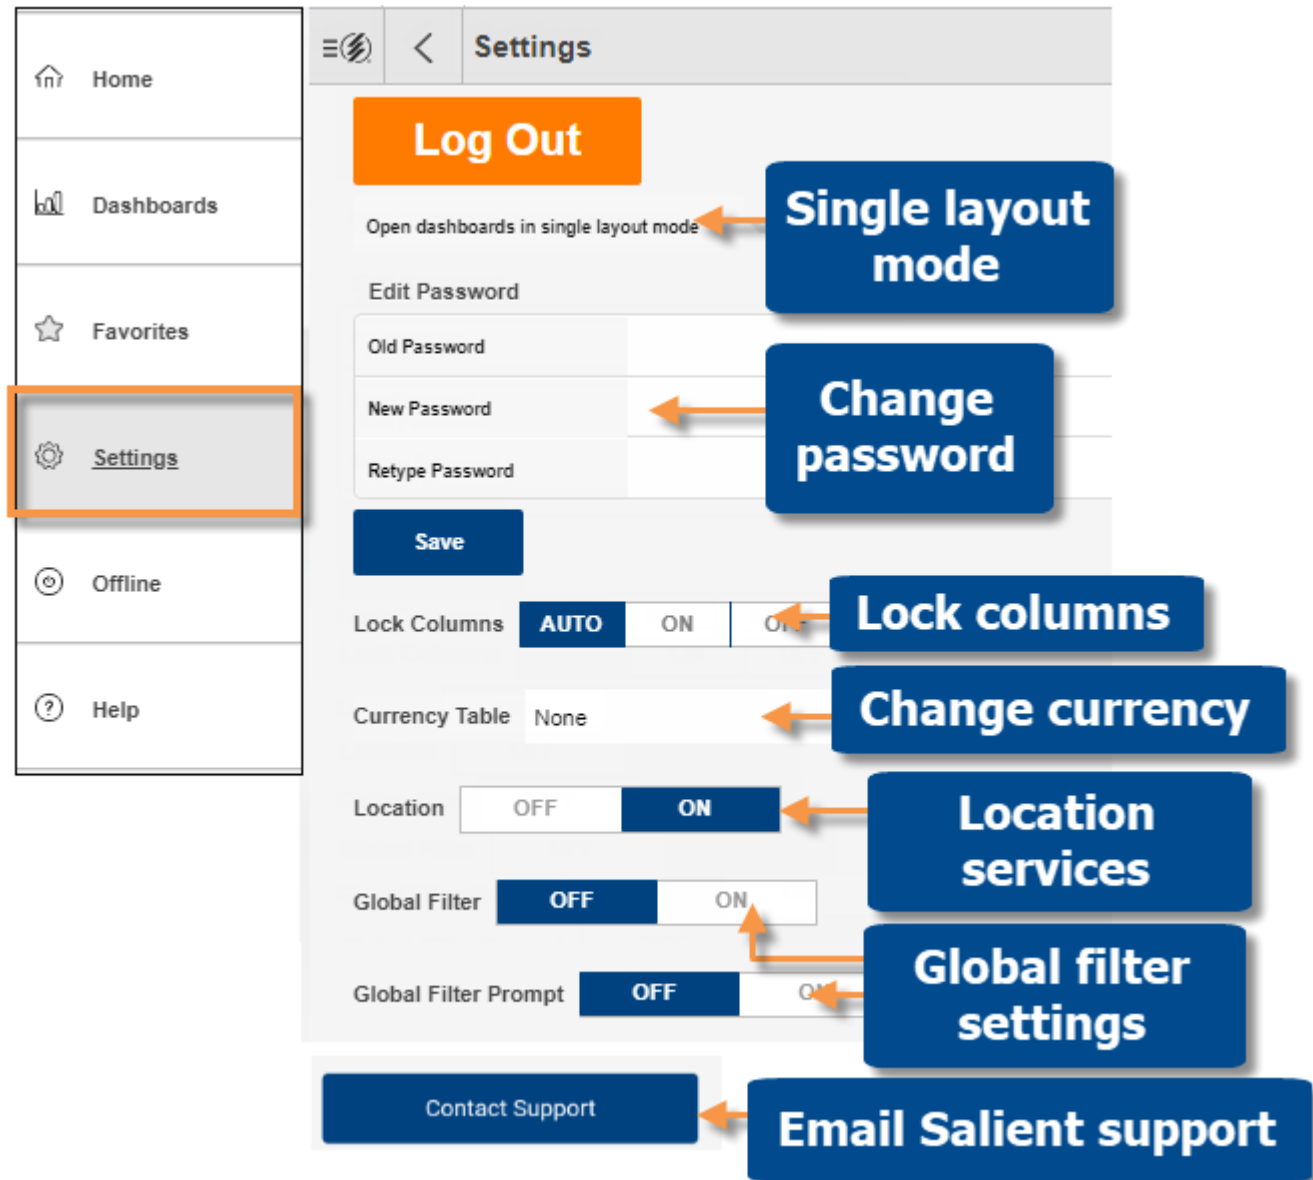 Home
Dashboards
Favorites
Settings
Offline
Help
Settings
Log Out
Open dashboards in single layout mode
Single layout
mode
Edit Password
Old Password
New Password
Retype Password
Change
password
Save
Lock Columns AUTO ON OFF
Lock columns
Currency Table None
Change currency
Location OFF ON
Location
services
Global Filter OFF ON
Global Filter Prompt OFF ON
Global filter
settings
Contact Support
Email Salient support